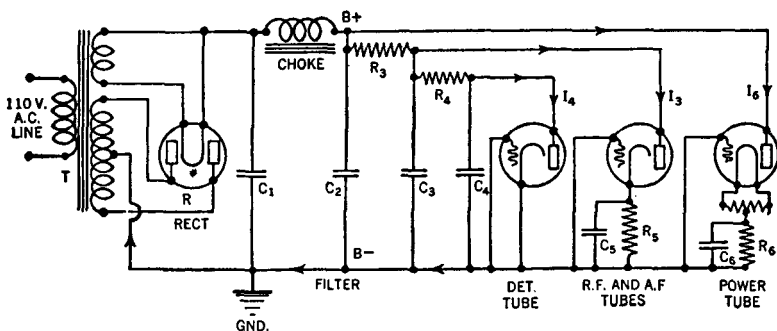 110 V.
A.C.
LINE
T
R
RECT
CHOKE
B+
C1
C2
R3
C3
R4
C4
I4
I3
I6
C5
R5
C6
R6
B−
FILTER
GND.
DET.
TUBE
R.F. AND A.F
TUBES
POWER
TUBE